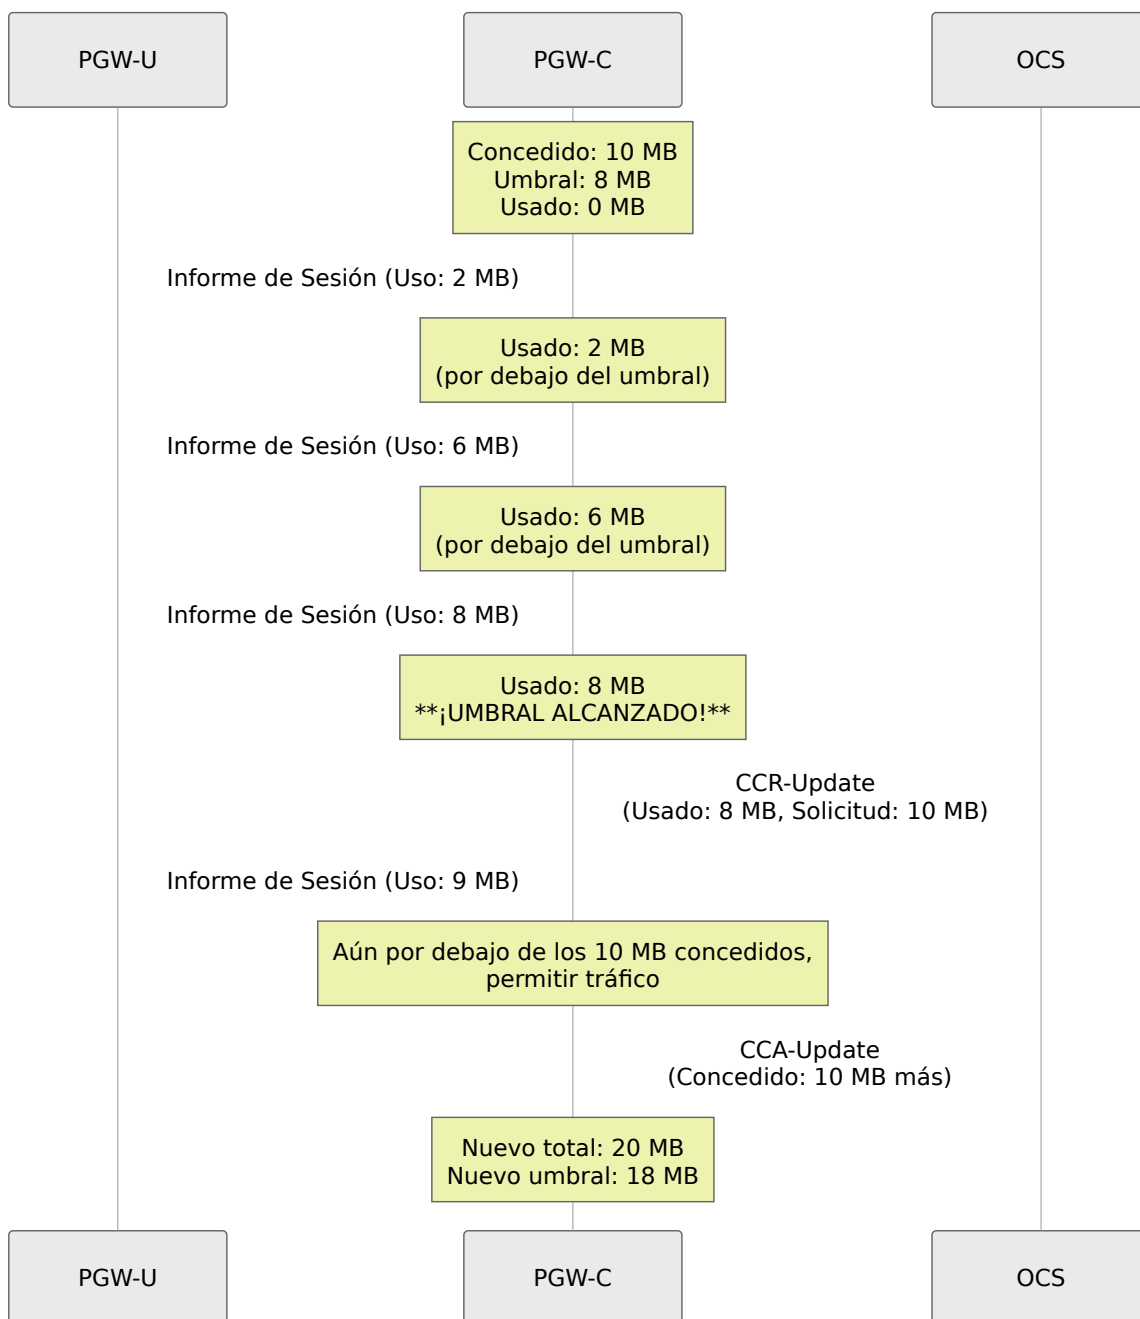 PGW-U
PGW-C
OCS
Concedido: 10 MB
Umbral: 8 MB
Usado: 0 MB
Informe de Sesión (Uso: 2 MB)
Usado: 2 MB
(por debajo del umbral)
Informe de Sesión (Uso: 6 MB)
Usado: 6 MB
(por debajo del umbral)
Informe de Sesión (Uso: 8 MB)
Usado: 8 MB
**¡UMBRAL ALCANZADO!**
CCR-Update
(Usado: 8 MB, Solicitud: 10 MB)
Informe de Sesión (Uso: 9 MB)
Aún por debajo de los 10 MB concedidos,
permitir tráfico
CCA-Update
(Concedido: 10 MB más)
Nuevo total: 20 MB
Nuevo umbral: 18 MB
PGW-U
PGW-C
OCS